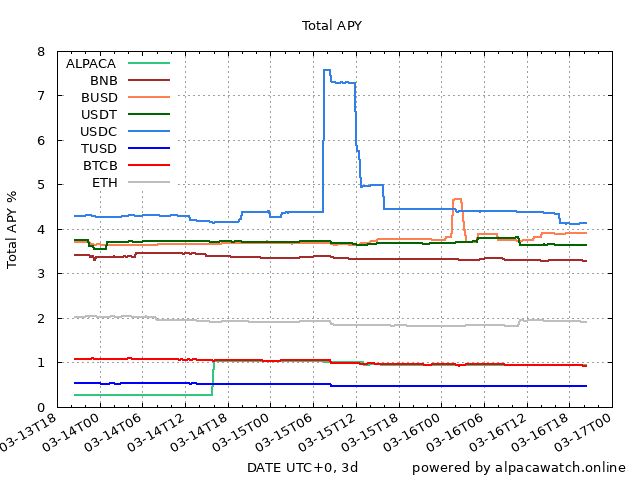 Total APY
Total APY %
8
7
6
5
4
3
2
1
0
ALPACA
BNB
BUSD
USDT
USDC
TUSD
BTCB
ETH
03-13T18
03-14T00
03-14T06
03-14T12
03-14T18
03-15T00
03-15T06
03-15T12
03-15T18
03-16T00
03-16T06
03-16T12
03-16T18
03-17T00
DATE UTC+0, 3d
powered by alpacawatch.online